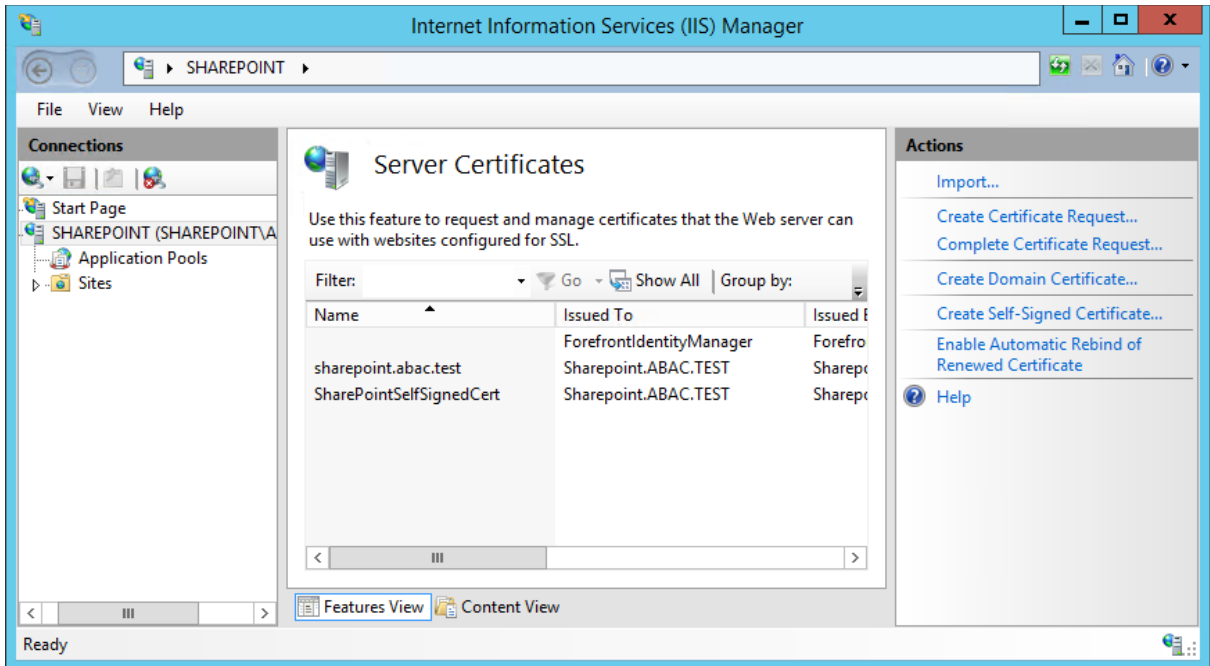 Internet Information Services (IIS) Manager
SHAREPOINT
File View Help
Connections
Start Page
SHAREPOINT (SHAREPOINT\A
Application Pools
Sites
Server Certificates
Use this feature to request and manage certificates that the Web server can
use with websites configured for SSL.
Filter: Go Show All Group by:
Name Issued To Issued E
ForefrontIdentityManager Forefro
sharepoint.abac.test Sharepoint.ABAC.TEST Sharepo
SharePointSelfSignedCert Sharepoint.ABAC.TEST Sharepo
Features View Content View
Actions
Import...
Create Certificate Request...
Complete Certificate Request...
Create Domain Certificate...
Create Self-Signed Certificate...
Enable Automatic Rebind of
Renewed Certificate
Help
Ready